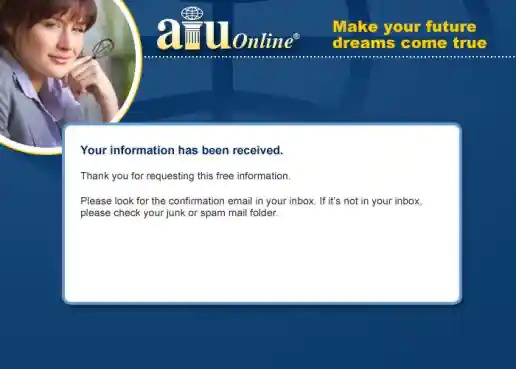 aiu Online®
Make your future
dreams come true
Your information has been received.
Thank you for requesting this free information.
Please look for the confirmation email in your inbox. If it's not in your inbox,
please check your junk or spam mail folder.